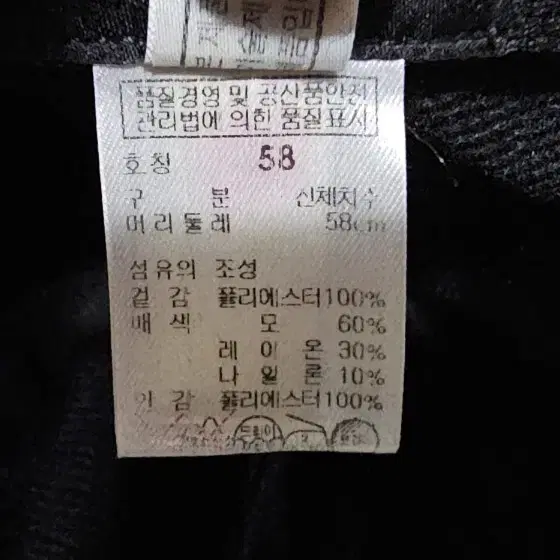 품질경영 및 공산품안전
관리법에 의한 품질표시
호칭 58
구 분 신체치수
머리둘레 58cm
섬유의 조성
겉 감 폴리에스터100%
배 색 모 60%
레 이 온 30%
나 일 론 10%
안 감 폴리에스터100%
드라이